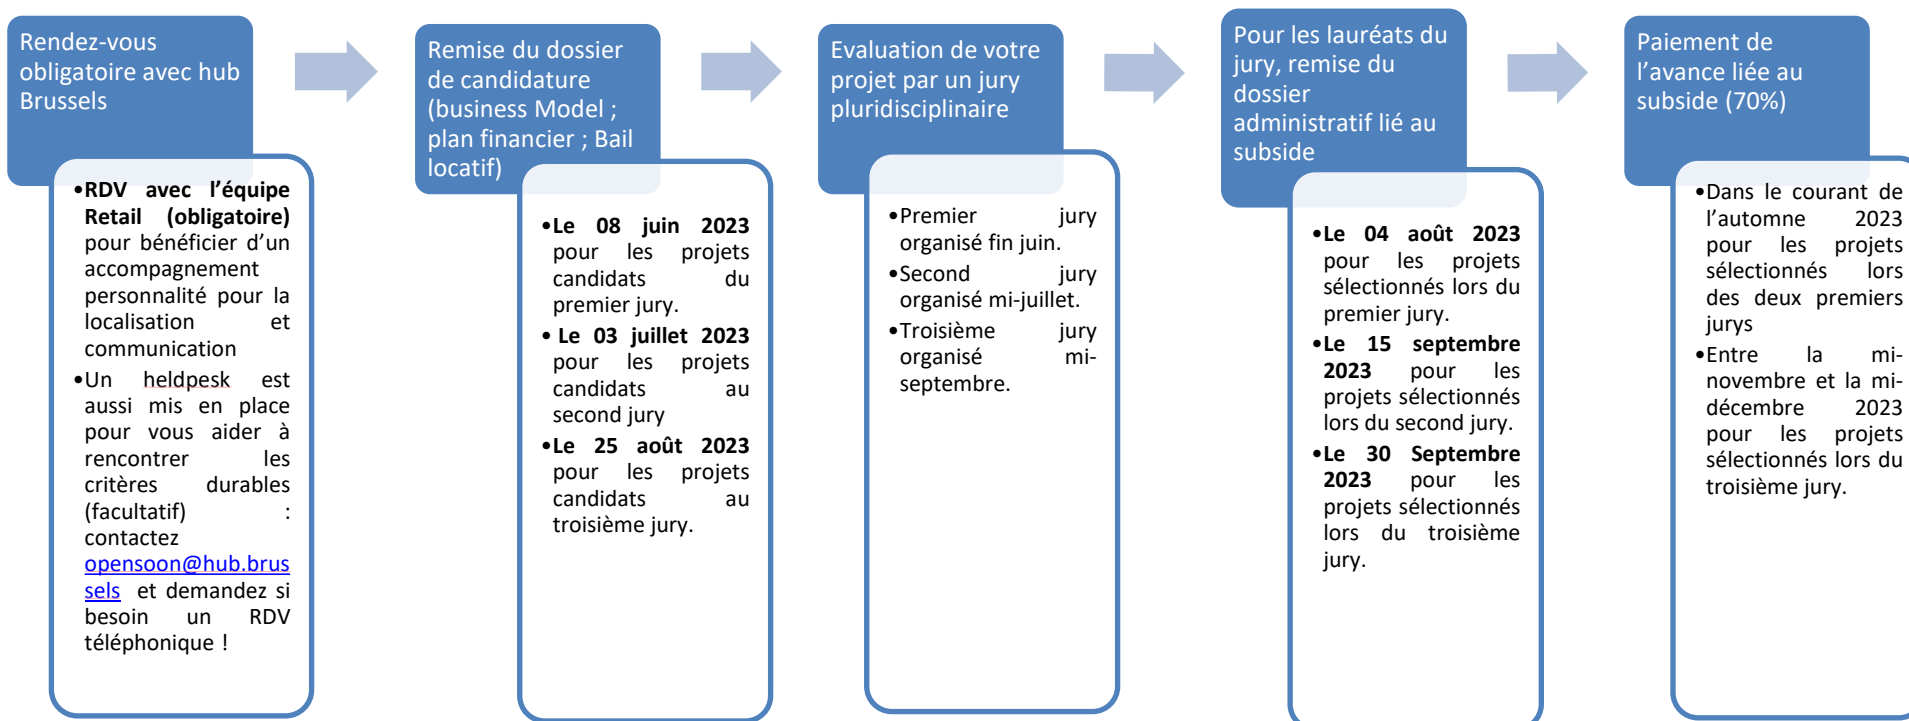 Rendez-vous
obligatoire avec hub
Brussels
•RDV avec l’équipe
Retail (obligatoire)
pour bénéficier d’un
accompagnement
personnalité pour la
localisation et
communication
•Un heldpesk est
aussi mis en place
pour vous aider à
rencontrer les
critères durables
(facultatif) :
contactez
opensoon@hub.brus
sels et demandez si
besoin un RDV
téléphonique !
Remise du dossier
de candidature
(business Model ;
plan financier ; Bail
locatif)
•Le 08 juin 2023
pour les projets
candidats du
premier jury.
• Le 03 juillet 2023
pour les projets
candidats au
second jury
•Le 25 août 2023
pour les projets
candidats au
troisième jury.
Evaluation de votre
projet par un jury
pluridisciplinaire
•Premier jury
organisé fin juin.
•Second jury
organisé mi-juillet.
•Troisième jury
organisé mi-
septembre.
Pour les lauréats du
jury, remise du
dossier
administratif lié au
subside
•Le 04 août 2023
pour les projets
sélectionnés lors du
premier jury.
•Le 15 septembre
2023 pour les
projets sélectionnés
lors du second jury.
•Le 30 Septembre
2023 pour les
projets sélectionnés
lors du troisième
jury.
Paiement de
l’avance liée au
subside (70%)
•Dans le courant de
l’automne 2023
pour les projets
sélectionnés lors
des deux premiers
jurys
•Entre la mi-
novembre et la mi-
décembre 2023
pour les projets
sélectionnés lors du
troisième jury.